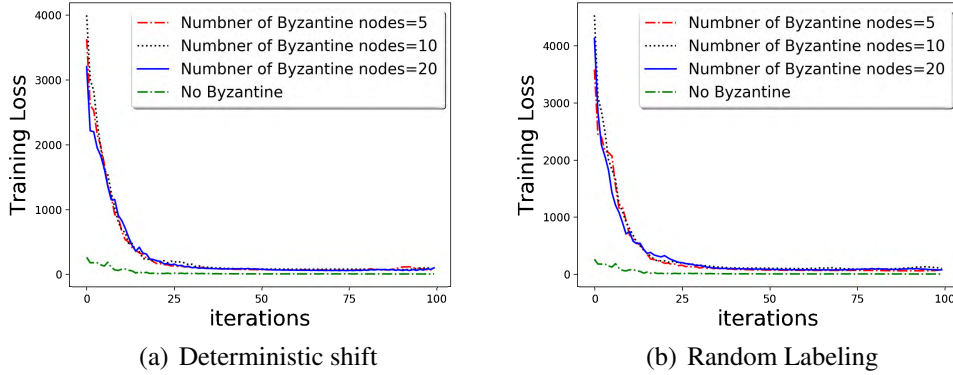 Numbner of Byzantine nodes=5
Numbner of Byzantine nodes=10
Numbner of Byzantine nodes=20
No Byzantine
Training Loss
4000
3000
2000
1000
0
0
25
50
75
100
iterations
(a) Deterministic shift
Numbner of Byzantine nodes=5
Numbner of Byzantine nodes=10
Numbner of Byzantine nodes=20
No Byzantine
Training Loss
4000
3000
2000
1000
0
0
25
50
75
100
iterations
(b) Random Labeling